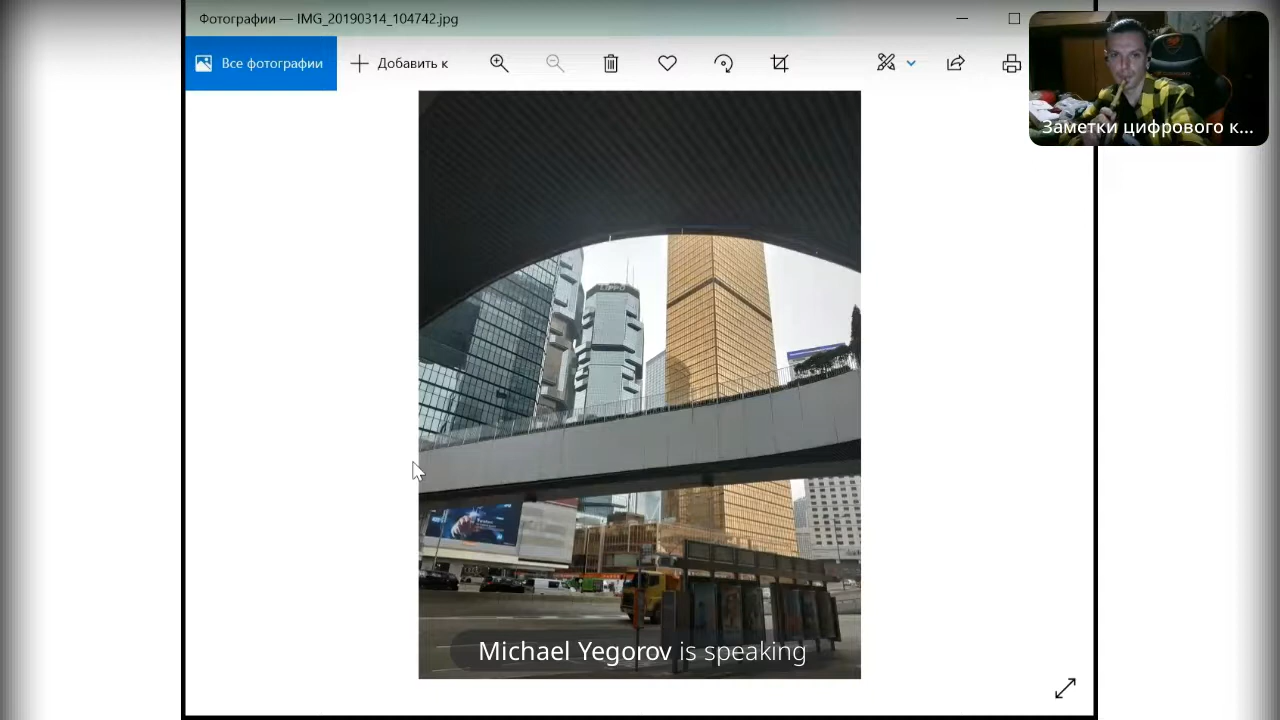 Фотографии — IMG_20190314_104742.jpg
Все фотографии
Добавить к
Заметки цифрового к...
LIPPO
Michael Yegorov is speaking